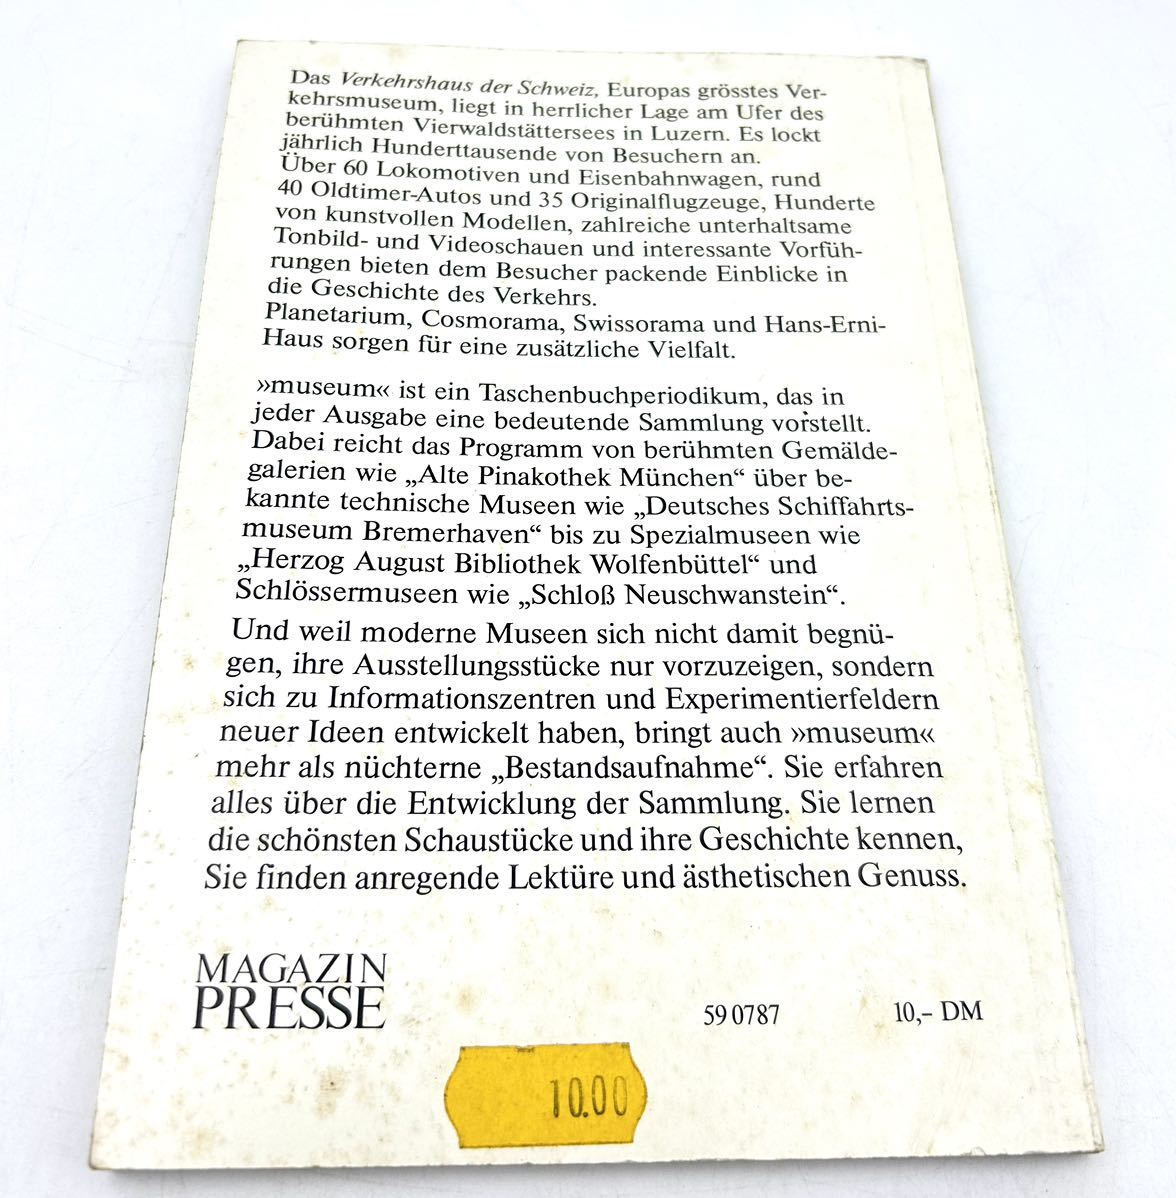 Das Verkehrshaus der Schweiz, Europas grösstes Ver-
kehrsmuseum, liegt in herrlicher Lage am Ufer des
berühmten Vierwaldstättersees in Luzern. Es lockt
jährlich Hunderttausende von Besuchern an.
Über 60 Lokomotiven und Eisenbahnwagen, rund
40 Oldtimer-Autos und 35 Originalflugzeuge, Hunderte
von kunstvollen Modellen, zahlreiche unterhaltsame
Tonbild- und Videoschauen und interessante Vorfüh-
rungen bieten dem Besucher packende Einblicke in
die Geschichte des Verkehrs.
Planetarium, Cosmorama, Swissorama und Hans-Erni-
Haus sorgen für eine zusätzliche Vielfalt.
»museum« ist ein Taschenbuchperiodikum, das in
jeder Ausgabe eine bedeutende Sammlung vorstellt.
Dabei reicht das Programm von berühmten Gemälde-
galerien wie „Alte Pinakothek München“ über be-
kannte technische Museen wie „Deutsches Schiffahrts-
museum Bremerhaven“ bis zu Spezialmuseen wie
„Herzog August Bibliothek Wolfenbüttel“ und
Schlössermuseen wie „Schloß Neuschwanstein“.
Und weil moderne Museen sich nicht damit begnü-
gen, ihre Ausstellungsstücke nur vorzuzeigen, sondern
sich zu Informationszentren und Experimentierfeldern
neuer Ideen entwickelt haben, bringt auch »museum«
mehr als nüchterne „Bestandsaufnahme“. Sie erfahren
alles über die Entwicklung der Sammlung. Sie lernen
die schönsten Schaustücke und ihre Geschichte kennen,
Sie finden anregende Lektüre und ästhetischen Genuss.
MAGAZIN
PRESSE
59 0787
10,– DM
10.00